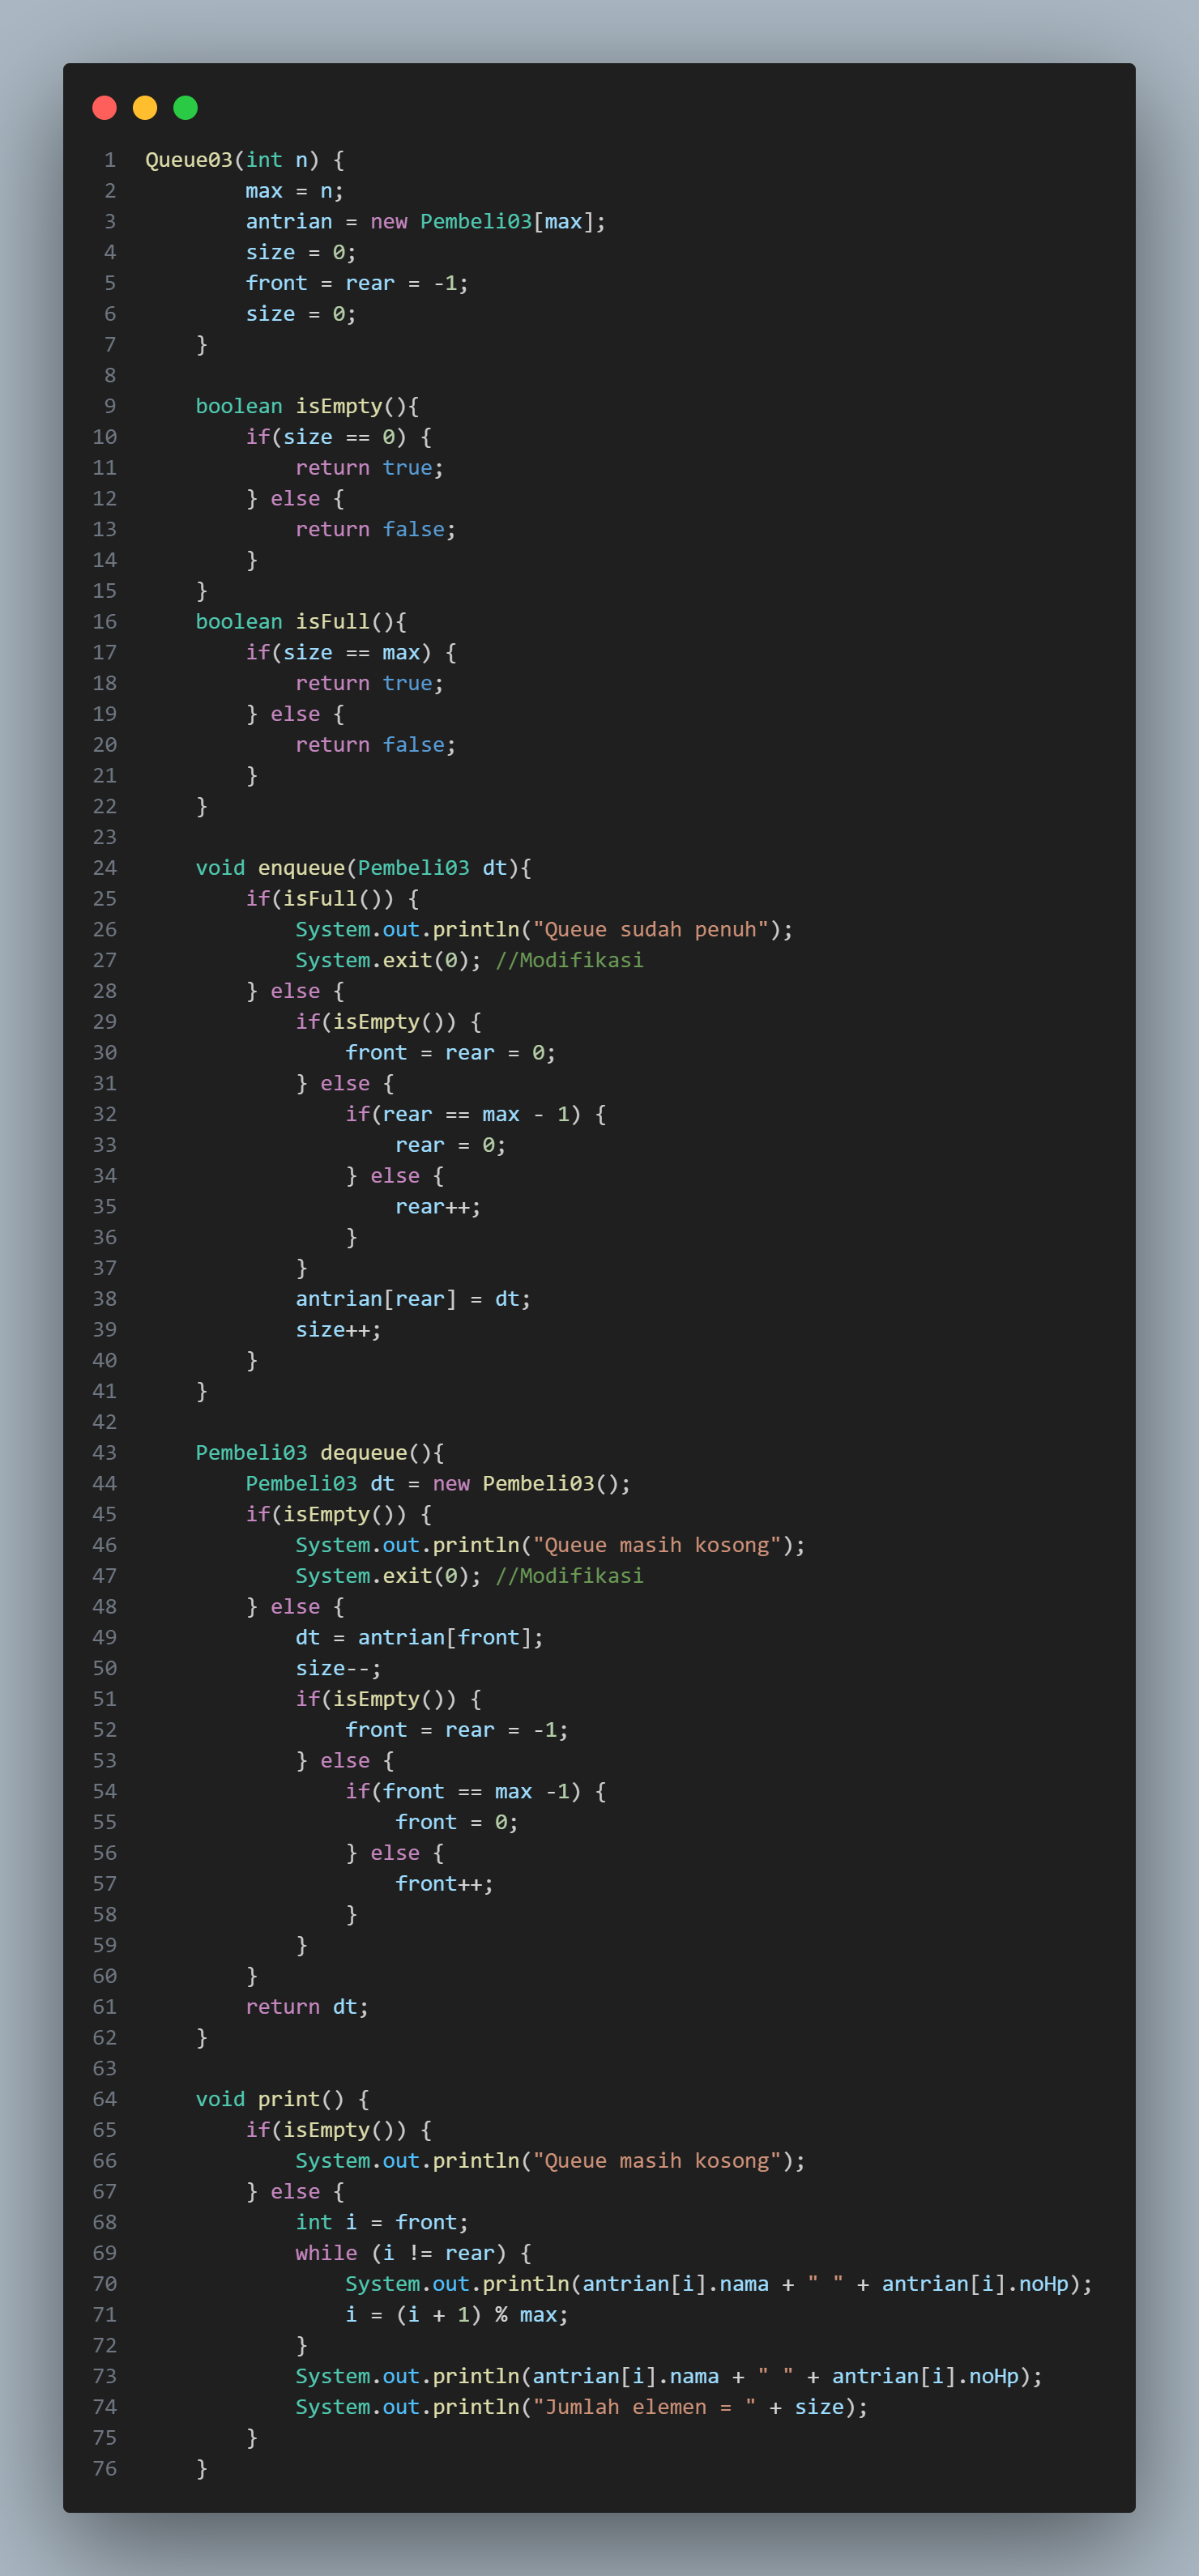 1 Queue03(int n) {
2         max = n;
3         antrian = new Pembeli03[max];
4         size = 0;
5         front = rear = -1;
6         size = 0;
7     }
8
9     boolean isEmpty(){
10         if(size == 0) {
11             return true;
12         } else {
13             return false;
14         }
15     }
16     boolean isFull(){
17         if(size == max) {
18             return true;
19         } else {
20             return false;
21         }
22     }
23
24     void enqueue(Pembeli03 dt){
25         if(isFull()) {
26             System.out.println("Queue sudah penuh");
27             System.exit(0); //Modifikasi
28         } else {
29             if(isEmpty()) {
30                 front = rear = 0;
31             } else {
32                 if(rear == max - 1) {
33                     rear = 0;
34                 } else {
35                     rear++;
36                 }
37             }
38             antrian[rear] = dt;
39             size++;
40         }
41     }
42
43     Pembeli03 dequeue(){
44         Pembeli03 dt = new Pembeli03();
45         if(isEmpty()) {
46             System.out.println("Queue masih kosong");
47             System.exit(0); //Modifikasi
48         } else {
49             dt = antrian[front];
50             size--;
51             if(isEmpty()) {
52                 front = rear = -1;
53             } else {
54                 if(front == max -1) {
55                     front = 0;
56                 } else {
57                     front++;
58                 }
59             }
60         }
61         return dt;
62     }
63
64     void print() {
65         if(isEmpty()) {
66             System.out.println("Queue masih kosong");
67         } else {
68             int i = front;
69             while (i != rear) {
70                 System.out.println(antrian[i].nama + " " + antrian[i].noHp);
71                 i = (i + 1) % max;
72             }
73             System.out.println(antrian[i].nama + " " + antrian[i].noHp);
74             System.out.println("Jumlah elemen = " + size);
75         }
76     }